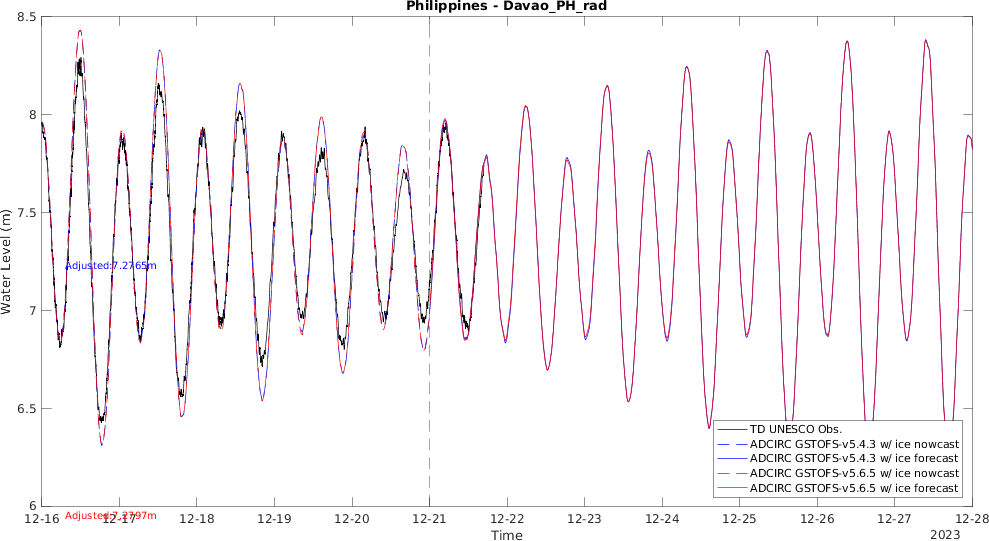 Philippines - Davao_PH_rad
8.5
8
7.5
7
6.5
6
Water Level (m)
Adjusted:7.2765m
Adjusted:7.2797m
TD UNESCO Obs.
ADCIRC GSTOFS-v5.4.3 w/ ice nowcast
ADCIRC GSTOFS-v5.4.3 w/ ice forecast
ADCIRC GSTOFS-v5.6.5 w/ ice nowcast
ADCIRC GSTOFS-v5.6.5 w/ ice forecast
12-16 12-17 12-18 12-19 12-20 12-21 12-22 12-23 12-24 12-25 12-26 12-27 12-28
Time
2023